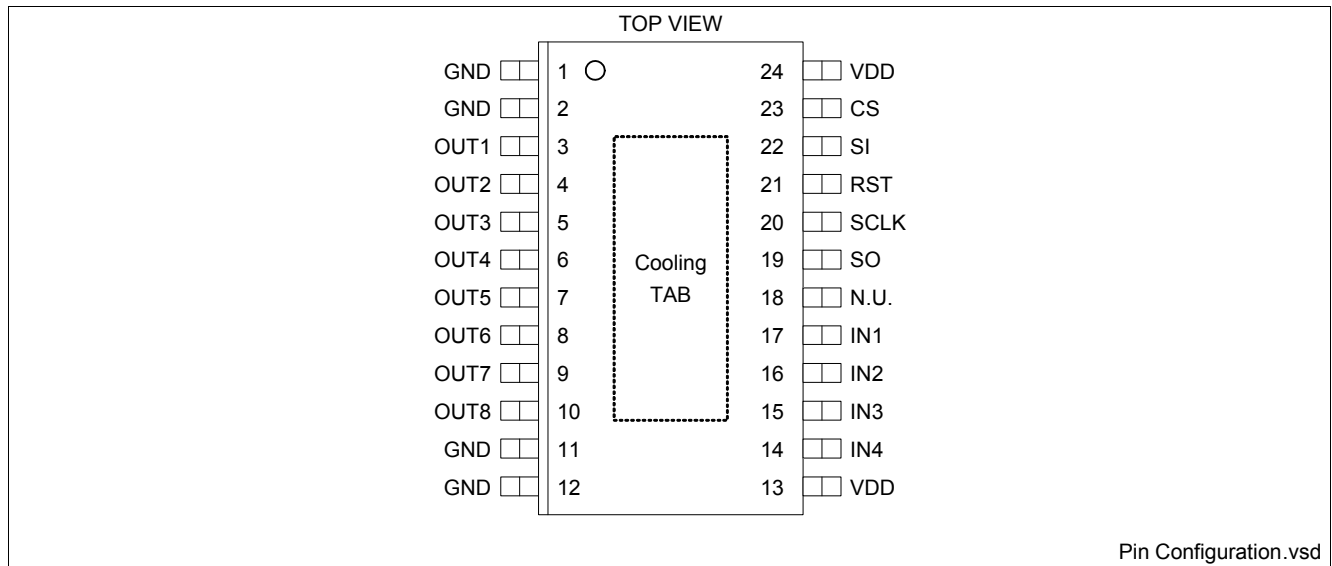 TOP VIEW
GND 1 24 VDD
GND 2 23 CS
OUT1 3 22 SI
OUT2 4 21 RST
OUT3 5 20 SCLK
OUT4 6 Cooling 19 SO
OUT5 7 TAB 18 N.U.
OUT6 8 17 IN1
OUT7 9 16 IN2
OUT8 10 15 IN3
GND 11 14 IN4
GND 12 13 VDD
Pin Configuration.vsd